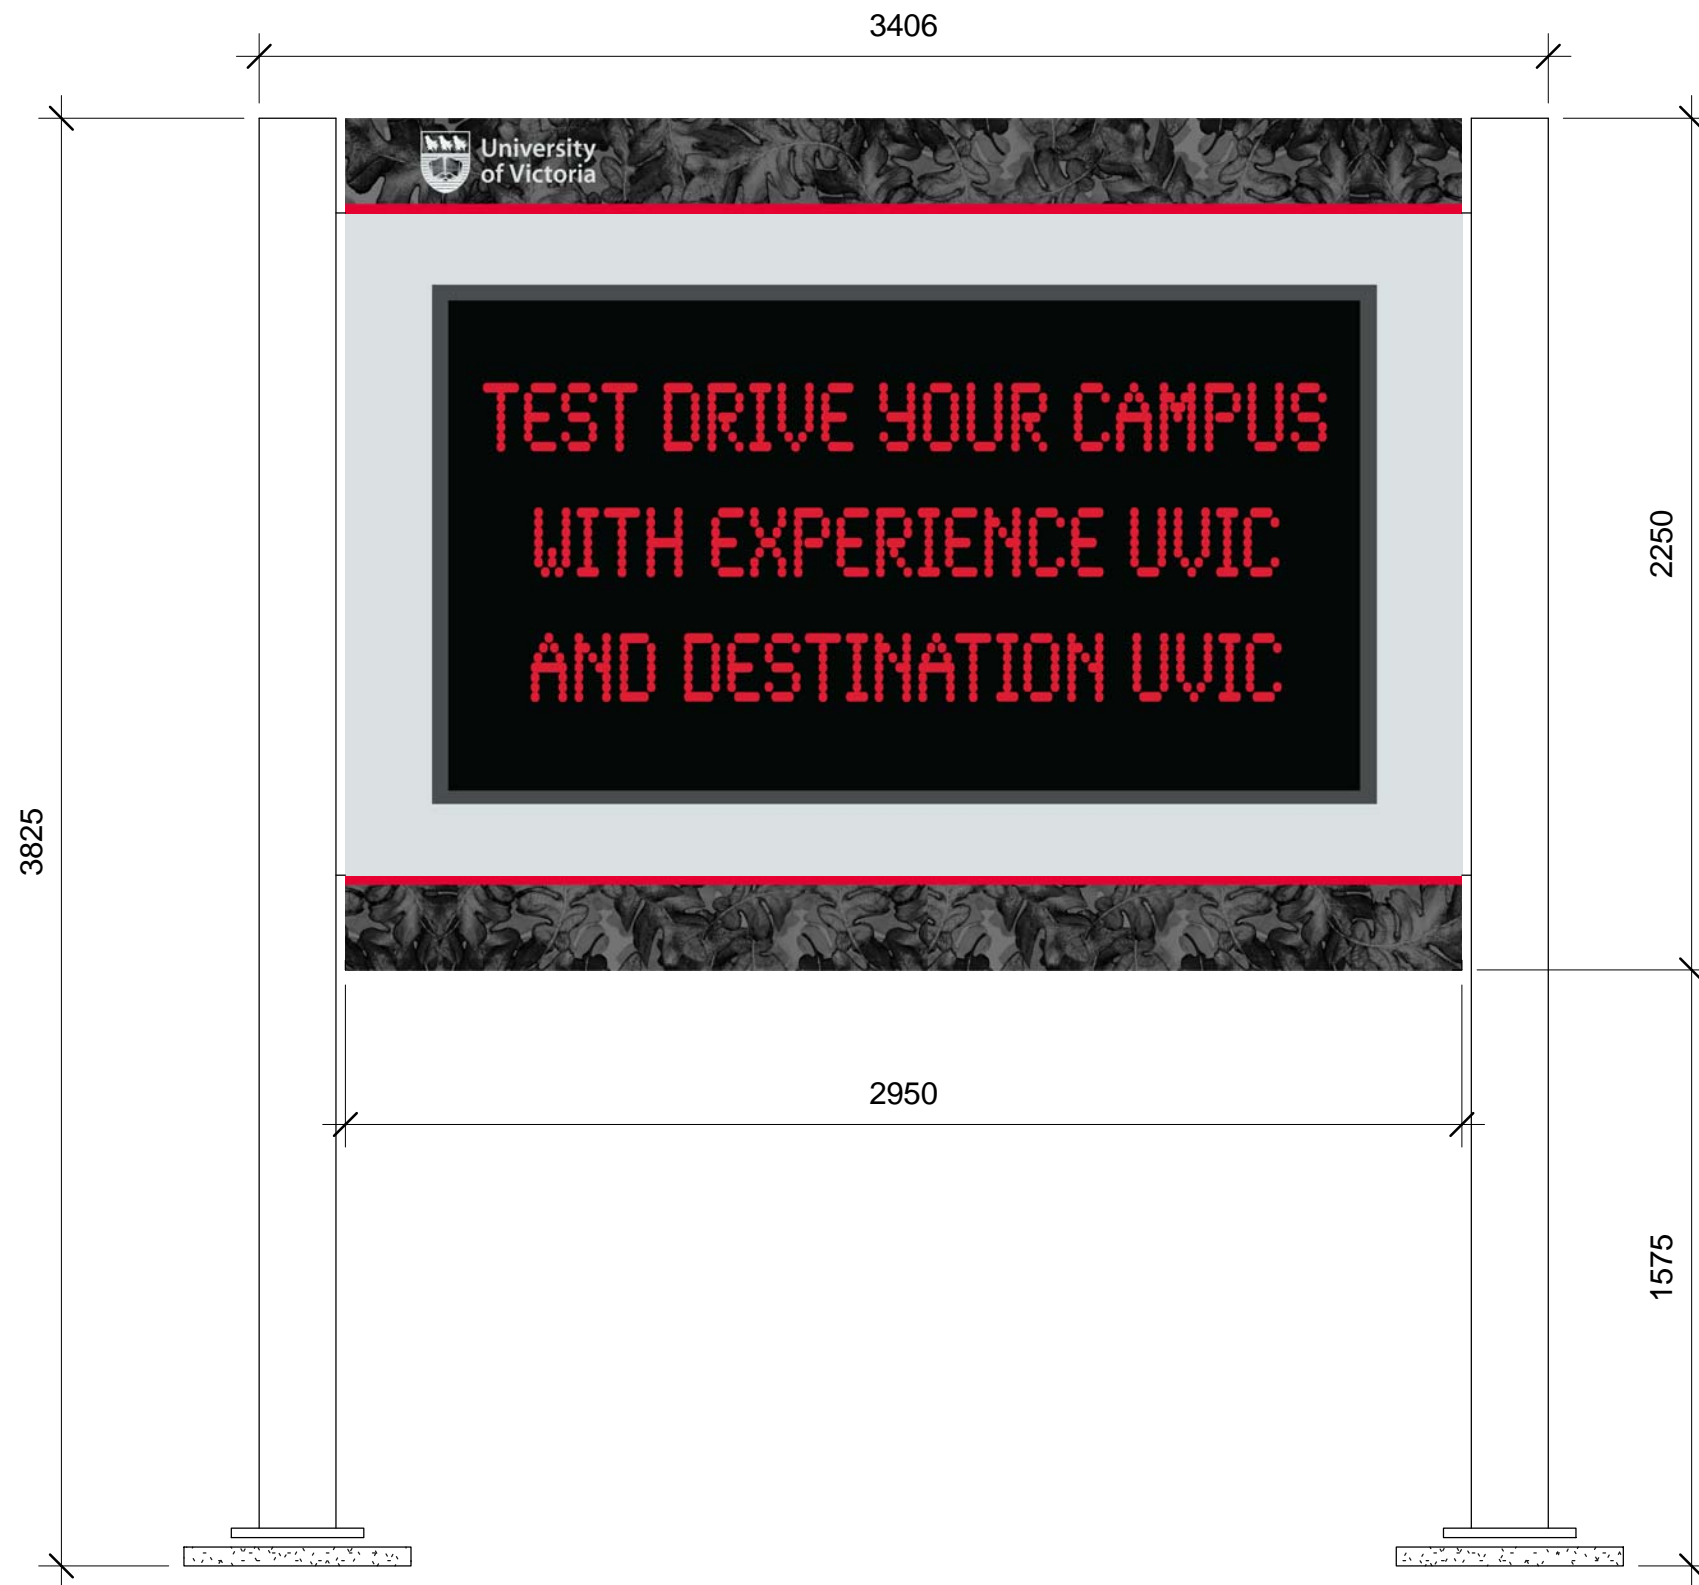 3406
University
of Victoria
TEST DRIVE YOUR CAMPUS
WITH EXPERIENCE UVIC
AND DESTINATION UVIC
2250
3825
2950
1575